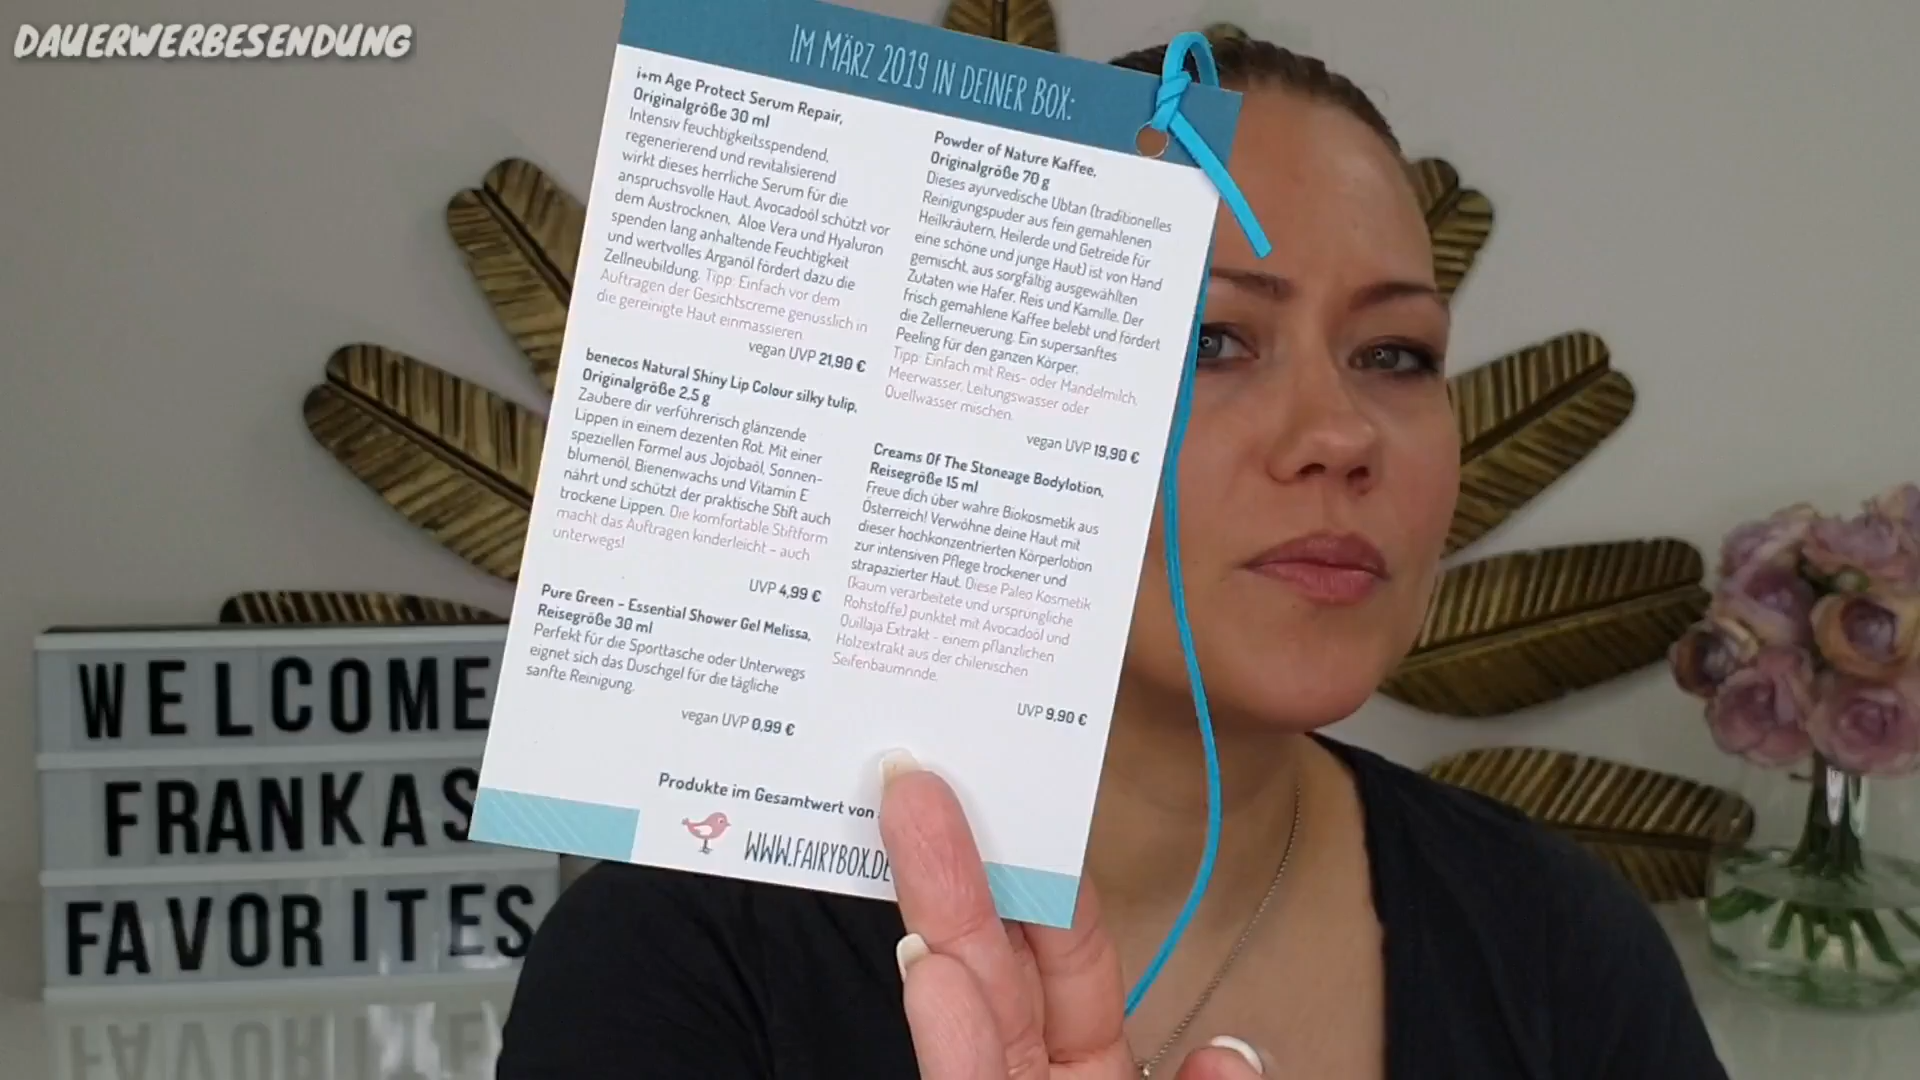 DAUERWERBESENDUNG
IM MÄRZ 2019 IN DEINER BOX:
i+m Age Protect Serum Repair,
Originalgröße 30 ml
Intensiv feuchtigkeitsspendend,
regenerierend und revitalisierend
wirkt dieses herrliche Serum für die
anspruchsvolle Haut. Avocadoöl schützt vor
dem Austrocknen, Aloe Vera und Hyaluron
spenden lang anhaltende Feuchtigkeit
und wertvolles Arganöl fördert dazu die
Zellneubildung. Tipp: Einfach vor dem
Auftragen der Gesichtscreme genüsslich in
die gereinigte Haut einmassieren.
vegan UVP 21,90 €
benecos Natural Shiny Lip Colour silky tulip,
Originalgröße 2,5 g
Zaubere dir verführerisch glänzende
Lippen in einem dezenten Rot. Mit einer
speziellen Formel aus Jojobaöl, Sonnen-
blumenöl, Bienenwachs und Vitamin E
nährt und schützt der praktische Stift auch
trockene Lippen. Die komfortable Stiftform
macht das Auftragen kinderleicht – auch
unterwegs!
UVP 4,99 €
Pure Green - Essential Shower Gel Melissa,
Reisegröße 30 ml
Perfekt für die Sporttasche oder Unterwegs
eignet sich das Duschgel für die tägliche
sanfte Reinigung.
vegan UVP 0,99 €
Powder of Nature Kaffee,
Originalgröße 70 g
Dieses ayurvedische Ubtan (traditionelles
Reinigungspuder aus fein gemahlenen
Heilkräutern, Heilerde und Getreide für
eine schöne und junge Haut) ist von Hand
gemischt, aus sorgfältig ausgewählten
Zutaten wie Hafer, Reis und Kamille. Der
frisch gemahlene Kaffee belebt und fördert
die Zellerneuerung. Ein supersanftes
Peeling für den ganzen Körper.
Tipp: Einfach mit Reis- oder Mandelmilch,
Meerwasser, Leitungswasser oder
Quellwasser mischen.
vegan UVP 19,90 €
Creams Of The Stoneage Bodylotion,
Reisegröße 15 ml
Freue dich über wahre Biokosmetik aus
Österreich! Verwöhne deine Haut mit
dieser hochkonzentrierten Körperlotion
zur intensiven Pflege trockener und
strapazierter Haut. Diese Paleo Kosmetik
(kaum verarbeitete und ursprüngliche
Rohstoffe) punktet mit Avocadoöl und
Quillaja Extrakt - einem pflanzlichen
Holzextrakt aus der chilenischen
Seifenbaumrinde.
UVP 9,90 €
Produkte im Gesamtwert von
WWW.FAIRYBOX.DE
WELCOME
FRANKAS
FAVORITES